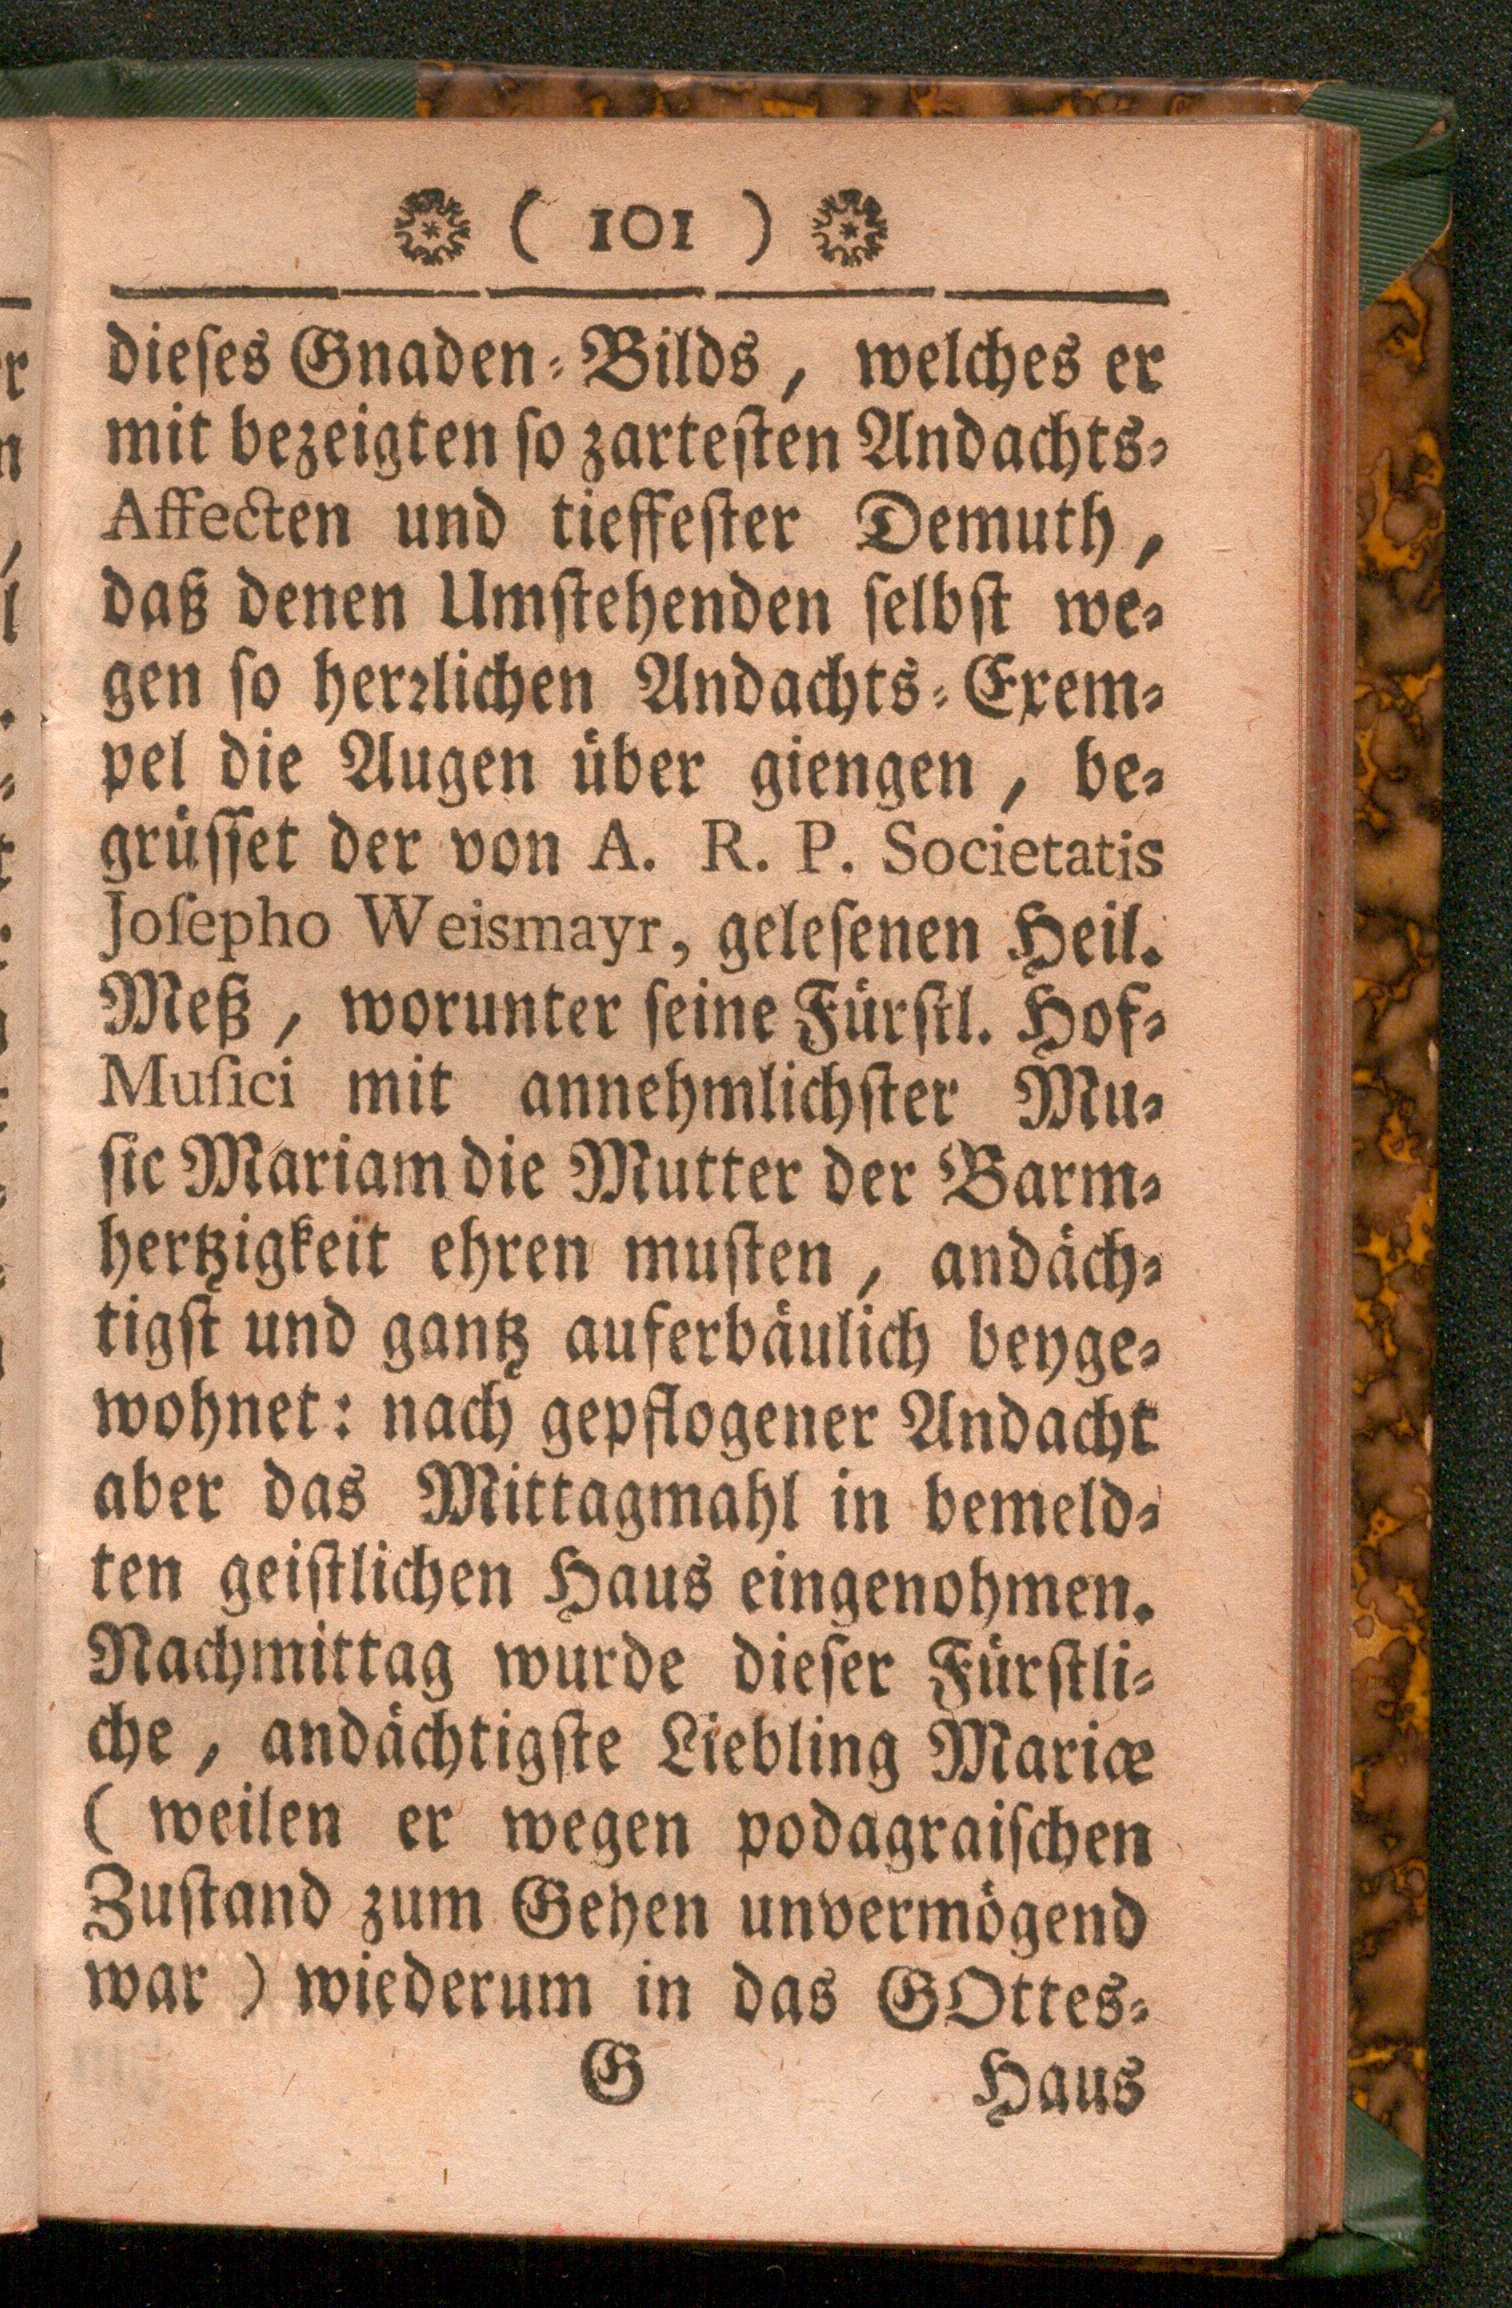 ( 101 )
dieſes Gnaden-Bilds, welches er
mit bezeigten ſo zarteſten Andachts-
Affecten und tieffeſter Demuth,
daß denen Umſtehenden ſelbſt we-
gen ſo herꝛlichen Andachts-Exem-
pel die Augen über giengen, be-
grüſſet der von A. R. P. Societatis
Joſepho Weismayr, geleſenen Heil.
Meß, worunter ſeine Fürſtl. Hof-
Muſici mit annehmlichſter Mu-
ſic Mariam die Mutter der Barm-
hertzigkeit ehren muſten, andäch-
tigſt und gantz auferbäulich beyge-
wohnet: nach gepflogener Andacht
aber das Mittagmahl in bemeld-
ten geiſtlichen Haus eingenohmen.
Nachmittag wurde dieſer Fürſtli-
che, andächtigſte Liebling Mariæ
( weilen er wegen podagraiſchen
Zuſtand zum Gehen unvermögend
war ) wiederum in das GOttes-
G Haus